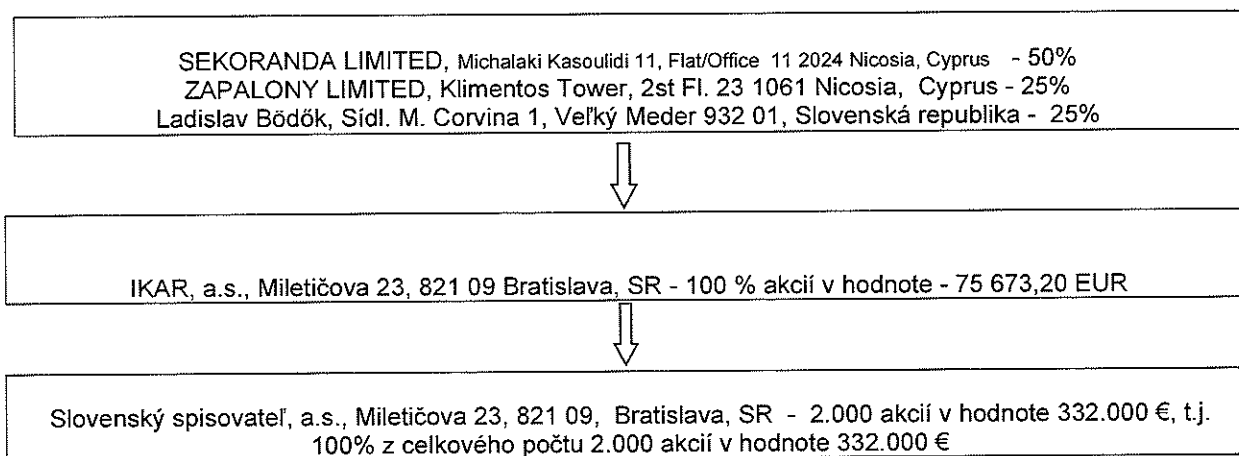 SEKORANDA LIMITED, Michalaki Kasoulidi 11, Flat/Office 11 2024 Nicosia, Cyprus - 50%
ZAPALONY LIMITED, Klimentos Tower, 2st Fl. 23 1061 Nicosia, Cyprus - 25%
Ladislav Bödők, Sídl. M. Corvina 1, Veľký Meder 932 01, Slovenská republika - 25%
IKAR, a.s., Miletičova 23, 821 09 Bratislava, SR - 100 % akcií v hodnote - 75 673,20 EUR
Slovenský spisovateľ, a.s., Miletičova 23, 821 09, Bratislava, SR - 2.000 akcií v hodnote 332.000 €, t.j.
100% z celkového počtu 2.000 akcií v hodnote 332.000 €